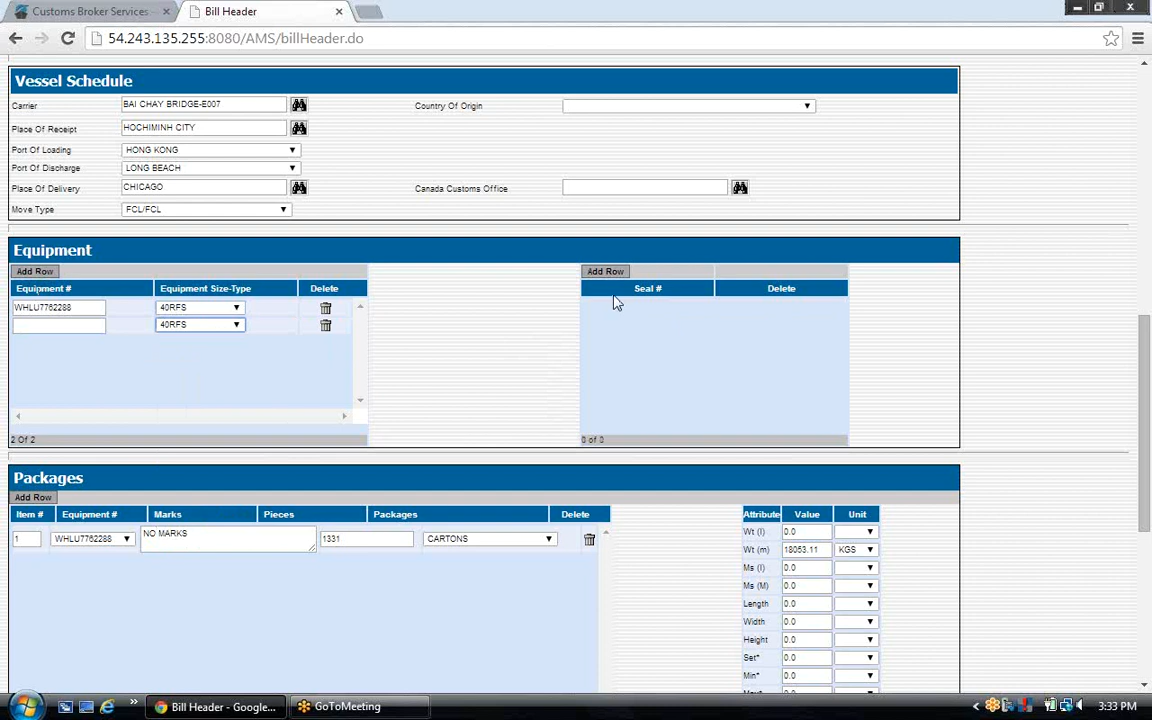 Customs Broker Services
Bill Header
54.243.135.255:8080/AMS/billHeader.do
Vessel Schedule
Carrier BAI CHAY BRIDGE-E007 Country Of Origin
Place Of Receipt HOCHIMINH CITY
Port Of Loading HONG KONG
Port Of Discharge LONG BEACH
Place Of Delivery CHICAGO Canada Customs Office
Move Type FCL/FCL
Equipment
Add Row Add Row
Equipment # Equipment Size-Type Delete Seal # Delete
WHLU7762288 40RFS
40RFS
2 Of 2 0 of 0
Packages
Add Row
Item # Equipment # Marks Pieces Packages Delete Attribute Value Unit
1 WHLU7762288 NO MARKS 1331 CARTONS
Wt (I) 0.0
Wt (m) 18053.11 KGS
Ms (I) 0.0
Ms (M) 0.0
Length 0.0
Width 0.0
Height 0.0
Set* 0.0
Min* 0.0
Bill Header - Google... GoToMeeting 3:33 PM